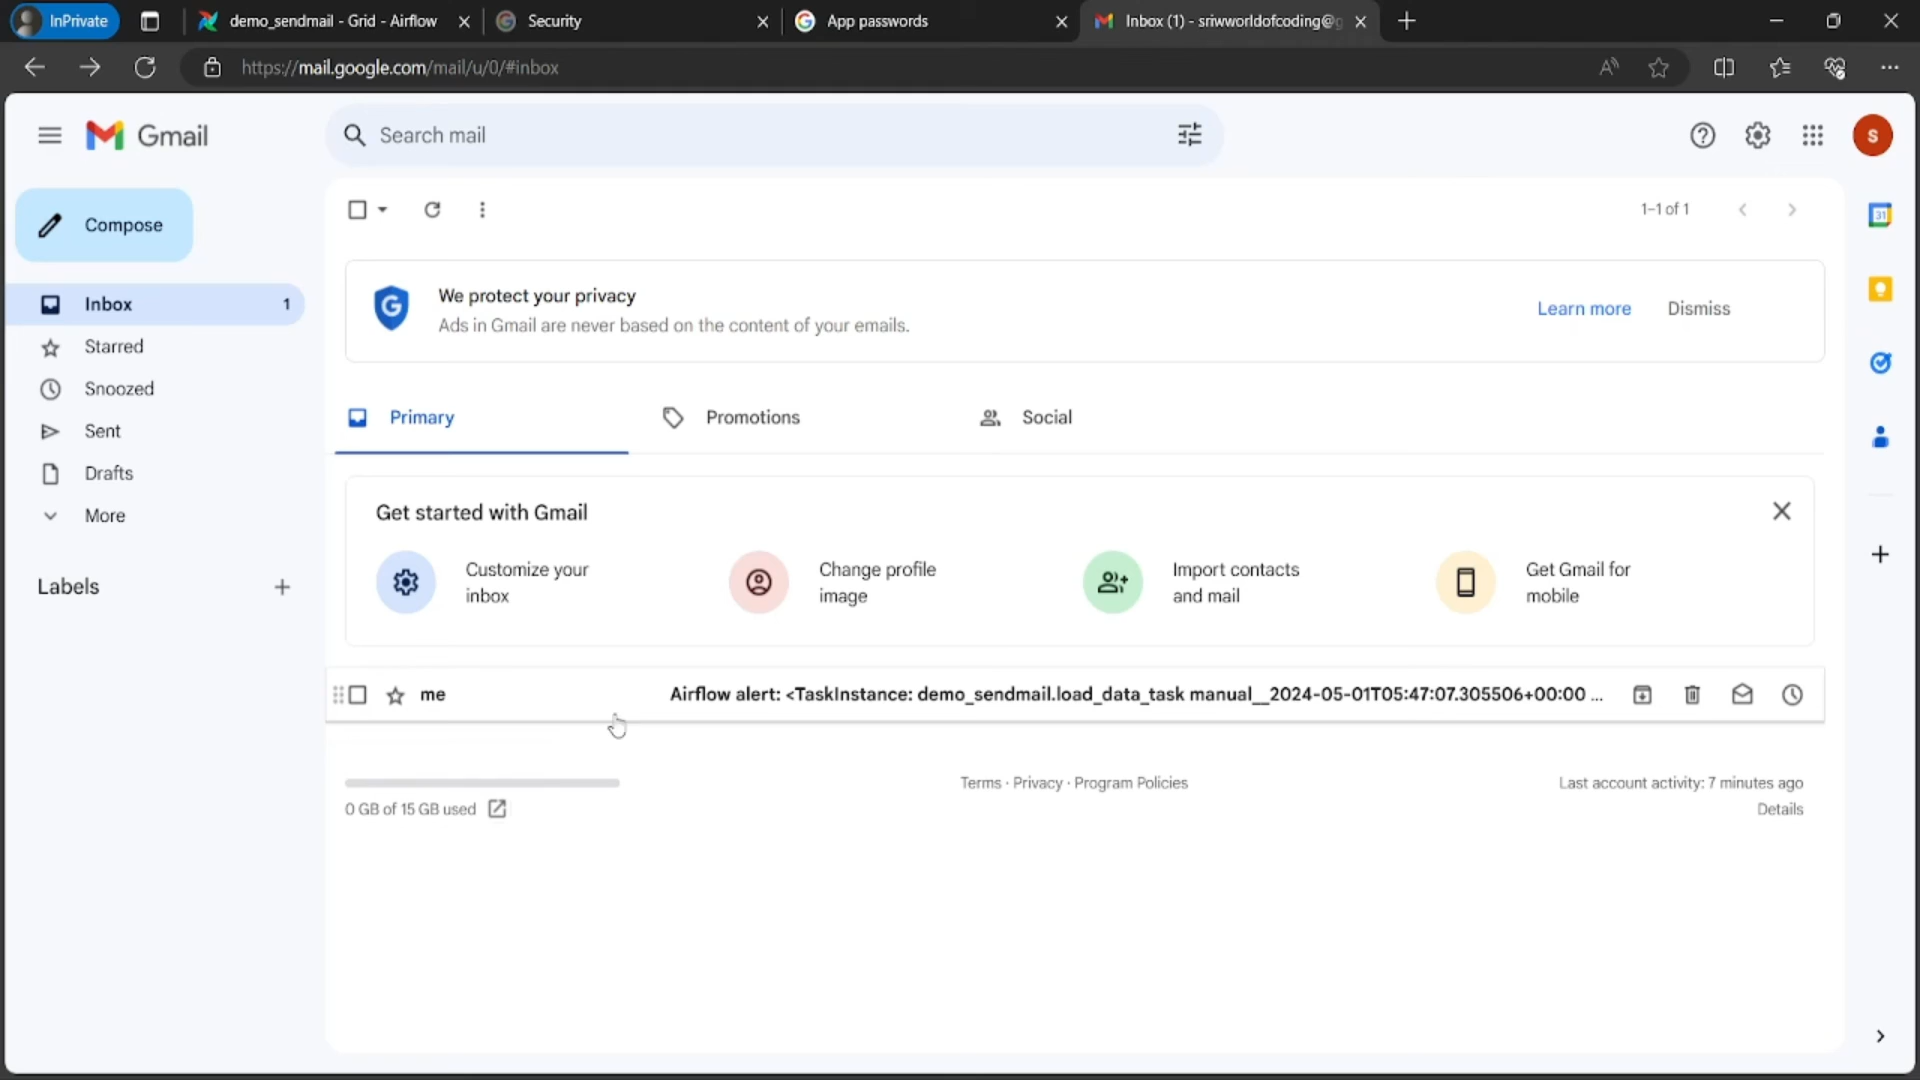 InPrivate
demo_sendmail - Grid - Airflow
Security
App passwords
Inbox (1) - sriwworldofcoding@g
https://mail.google.com/mail/u/0/#inbox
Gmail
Search mail
S
Compose
1-1 of 1
31
Inbox 1
We protect your privacy
Ads in Gmail are never based on the content of your emails.
Learn more
Dismiss
Starred
Snoozed
Sent
Drafts
More
Labels
Primary
Promotions
Social
Get started with Gmail
Customize your
inbox
Change profile
image
Import contacts
and mail
Get Gmail for
mobile
me
Airflow alert: <TaskInstance: demo_sendmail.load_data_task manual__2024-05-01T05:47:07.305506+00:00 ...
0 GB of 15 GB used
Terms · Privacy · Program Policies
Last account activity: 7 minutes ago
Details